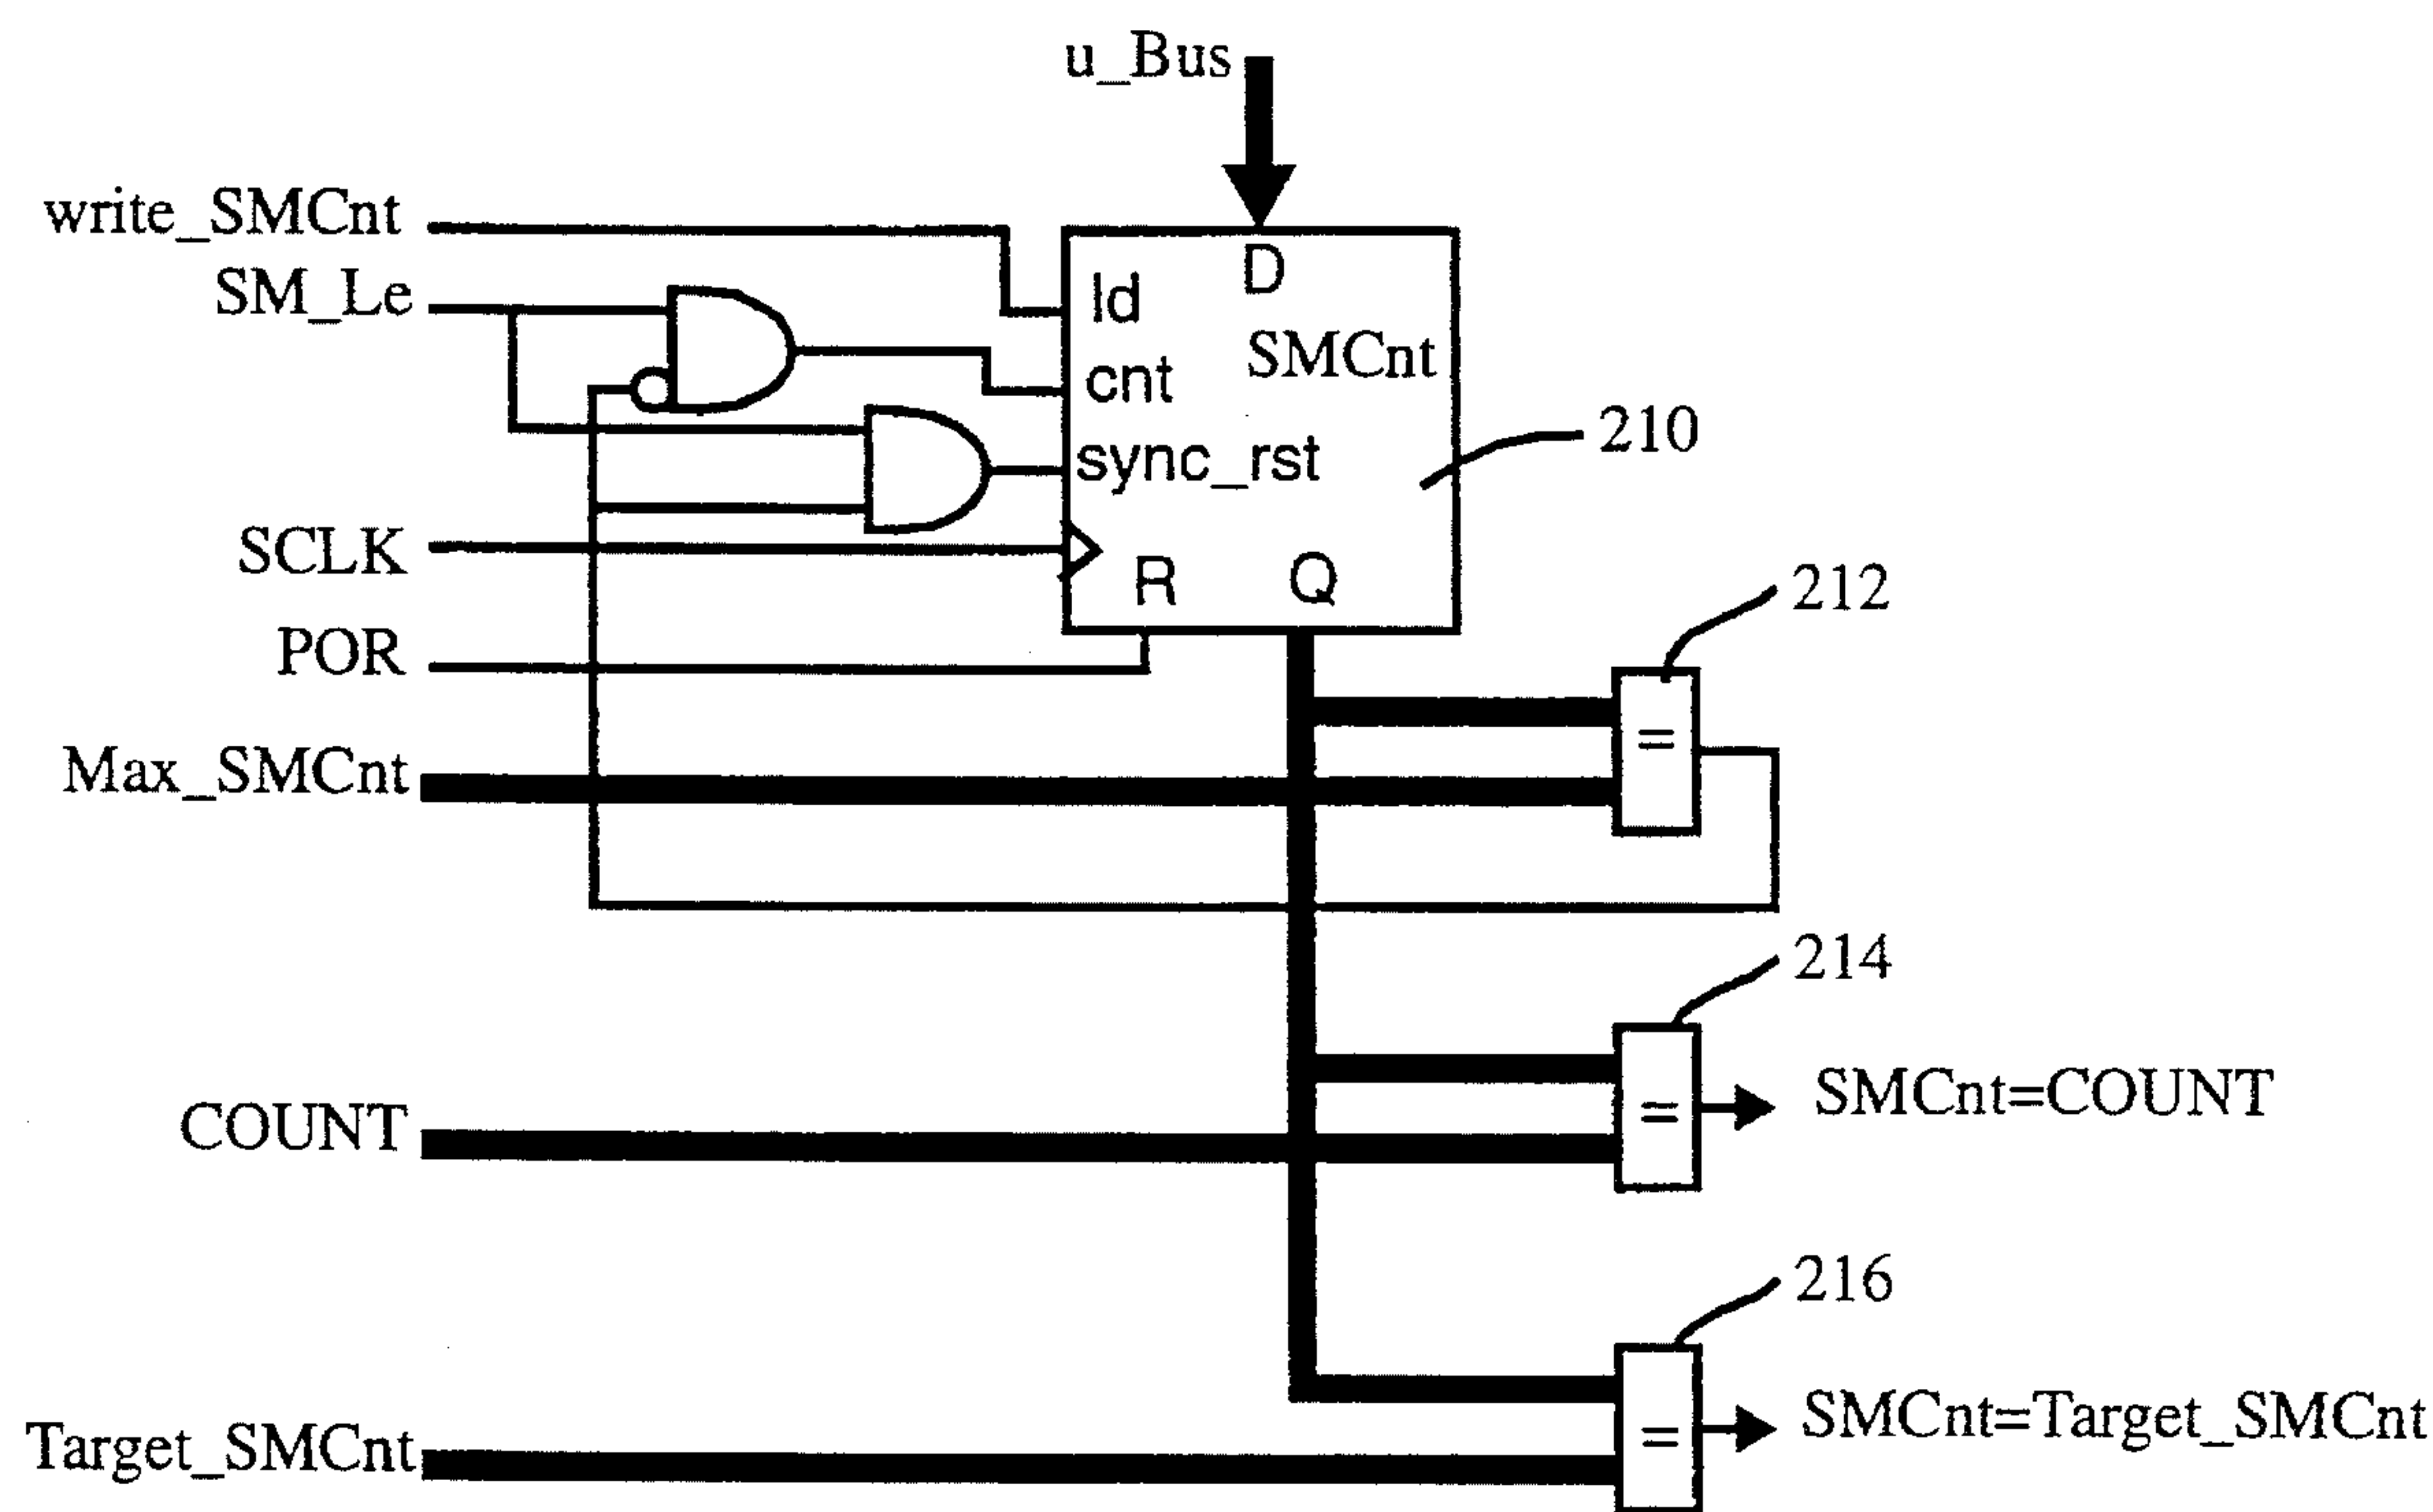 u_Bus
write_SMCnt
SM_Le
ld
D
SMCnt
cnt
sync_rst
210
SCLK
R
Q
212
POR
=
Max_SMCnt
214
COUNT
=
SMCnt=COUNT
216
Target_SMCnt
=
SMCnt=Target_SMCnt